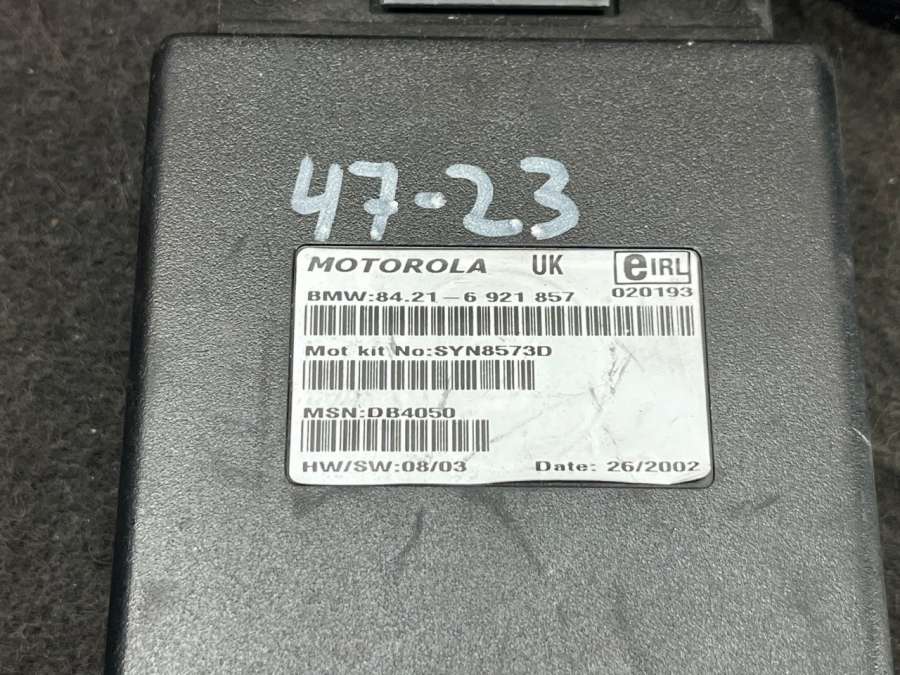 47-23
MOTOROLA UK e IRL
BMW:84.21-6 921 857 020193
Mot kit No:SYN8573D
MSN:DB4050
HW/SW:08/03 Date: 26/2002